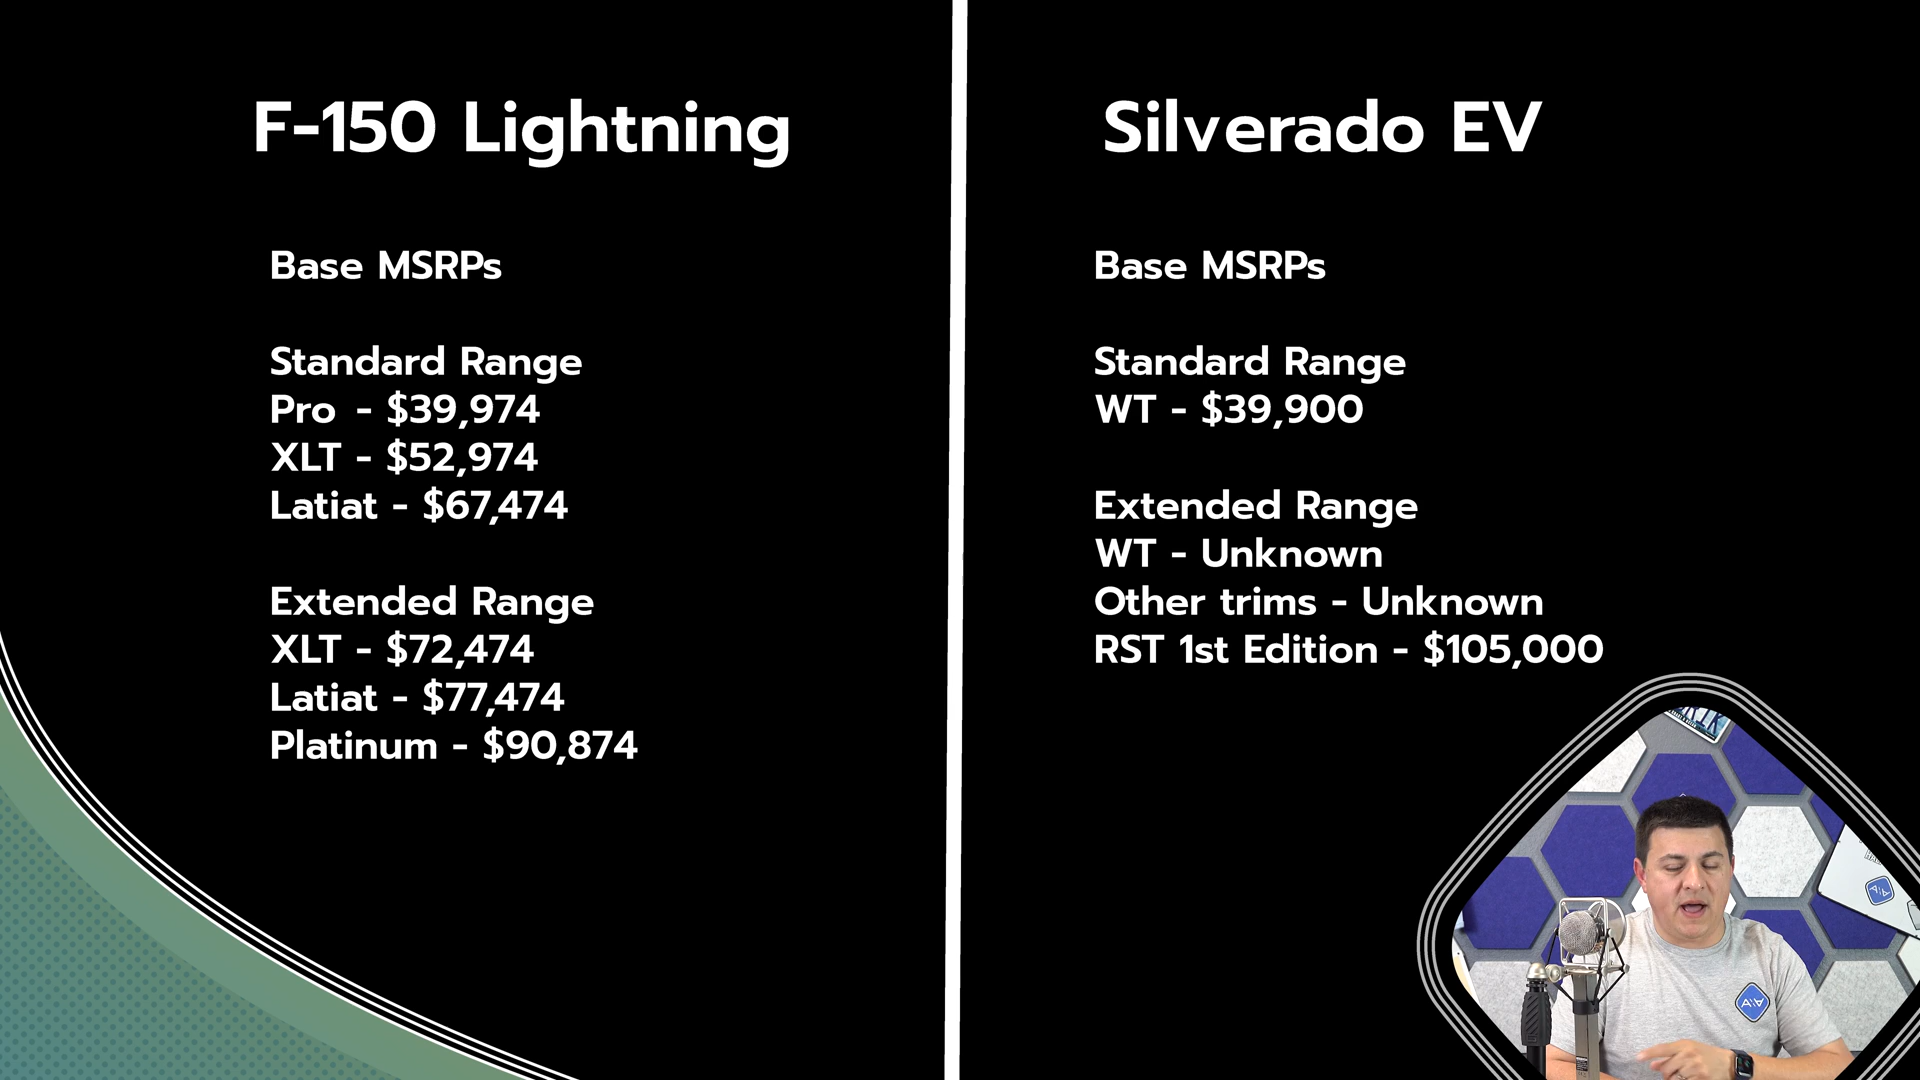 F-150 Lightning
Base MSRPs
Standard Range
Pro - $39,974
XLT - $52,974
Latiat - $67,474
Extended Range
XLT - $72,474
Latiat - $77,474
Platinum - $90,874
Silverado EV
Base MSRPs
Standard Range
WT - $39,900
Extended Range
WT - Unknown
Other trims - Unknown
RST 1st Edition - $105,000